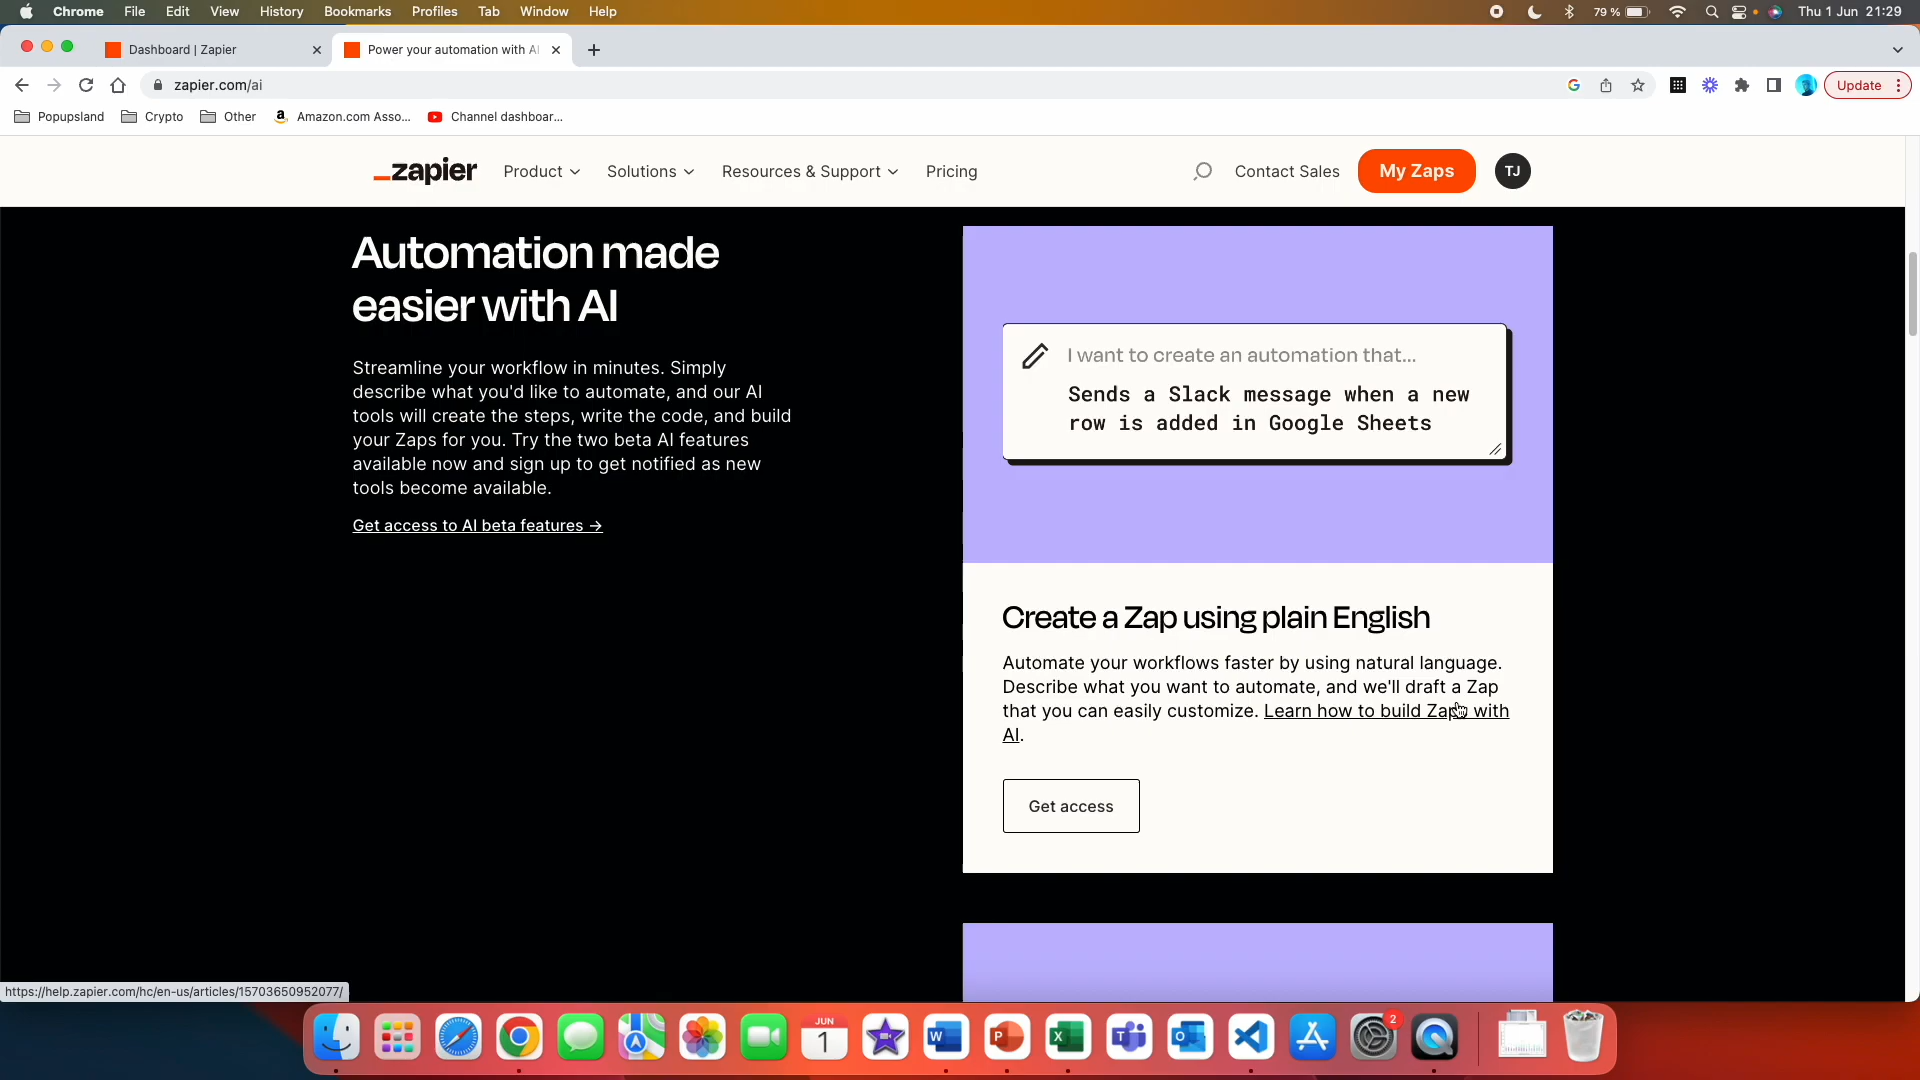 Chrome File Edit View History Bookmarks Profiles Tab Window Help 79 % Thu 1 Jun 21:29
Dashboard | Zapier Power your automation with AI
zapier.com/ai Update
Popupsland Crypto Other Amazon.com Asso... Channel dashboar...
zapier Product Solutions Resources & Support Pricing Contact Sales My Zaps TJ
Automation made
easier with AI
Streamline your workflow in minutes. Simply
describe what you'd like to automate, and our AI
tools will create the steps, write the code, and build
your Zaps for you. Try the two beta AI features
available now and sign up to get notified as new
tools become available.
Get access to AI beta features →
I want to create an automation that...
Sends a Slack message when a new
row is added in Google Sheets
Create a Zap using plain English
Automate your workflows faster by using natural language.
Describe what you want to automate, and we'll draft a Zap
that you can easily customize. Learn how to build Zaps with
AI.
Get access
https://help.zapier.com/hc/en-us/articles/15703650952077/
JUN
1
2